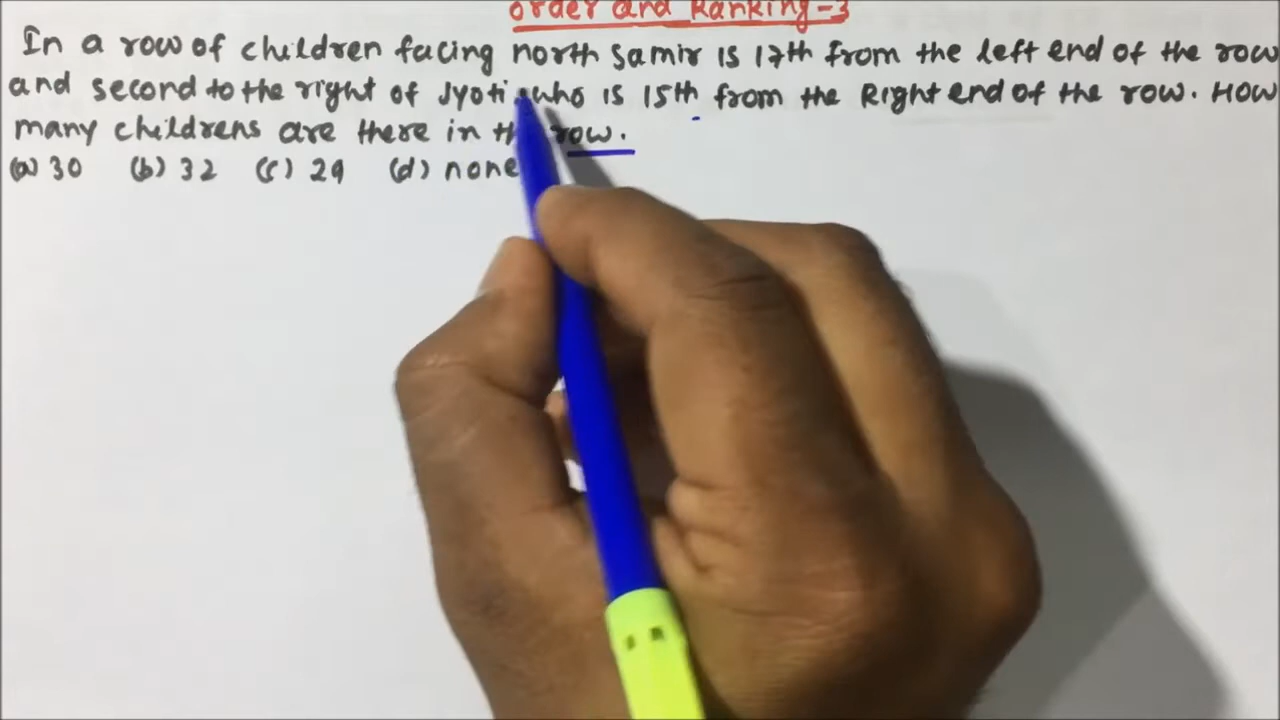 Order and Ranking-3
In a row of children facing north Samir is 17th from the left end of the row
and second to the right of Jyoti who is 15th from the Right end of the row. How
many childrens are there in the row.
(a) 30 (b) 32 (c) 29 (d) none